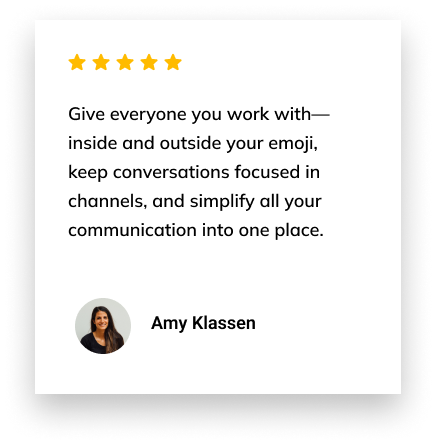 Give everyone you work with—
inside and outside your emoji,
keep conversations focused in
channels, and simplify all your
communication into one place.
Amy Klassen